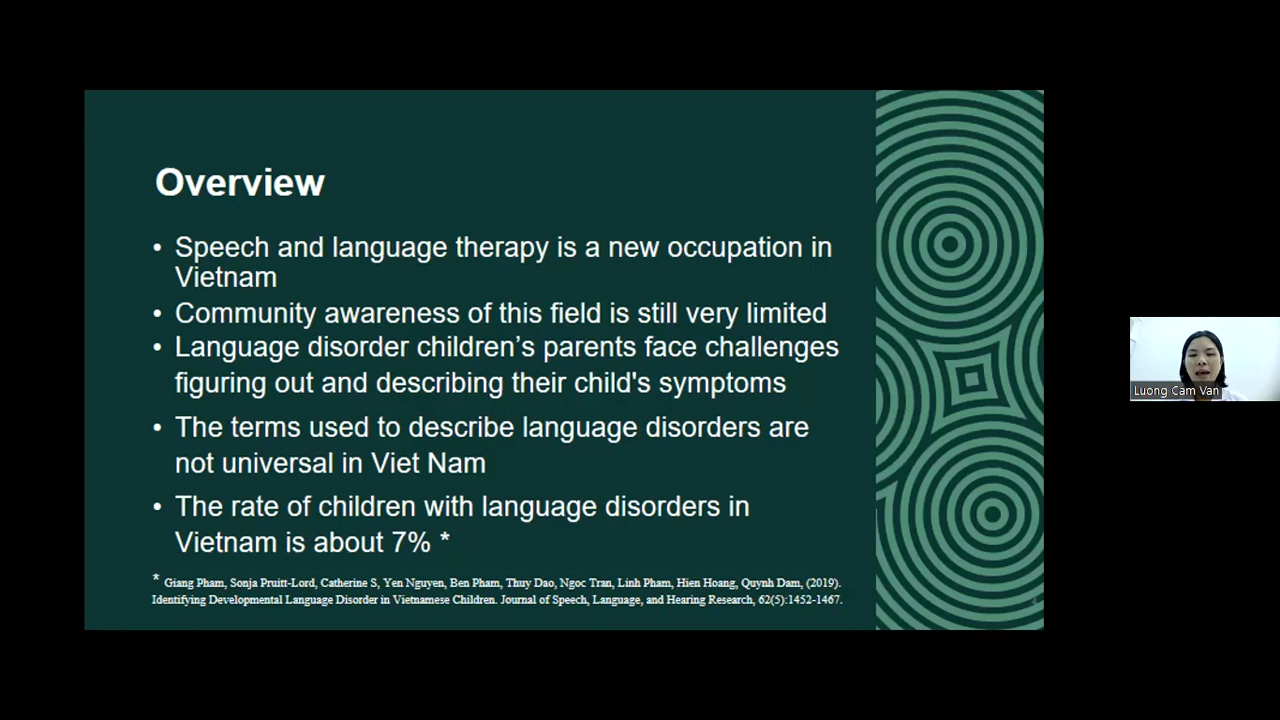 Overview
• Speech and language therapy is a new occupation in
Vietnam
• Community awareness of this field is still very limited
• Language disorder children’s parents face challenges
figuring out and describing their child's symptoms
• The terms used to describe language disorders are
not universal in Viet Nam
• The rate of children with language disorders in
Vietnam is about 7% *
* Giang Pham, Sonja Pruitt-Lord, Catherine S, Yen Nguyen, Ben Pham, Thuy Dao, Ngoc Tran, Linh Pham, Hien Hoang, Quynh Dam, (2019).
Identifying Developmental Language Disorder in Vietnamese Children. Journal of Speech, Language, and Hearing Research, 62(5):1452-1467.
Luong Cam Van